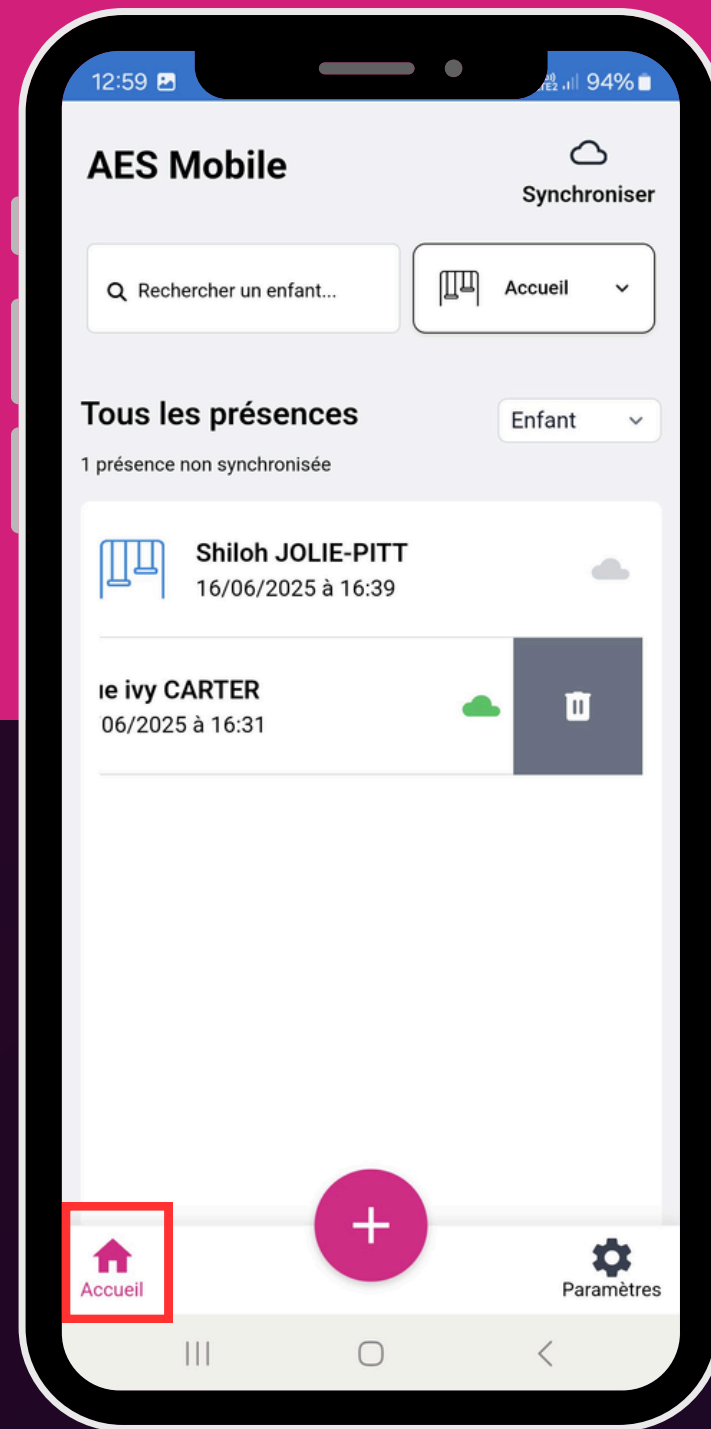 12:59
94%
AES Mobile
Synchroniser
Rechercher un enfant...
Accueil
Tous les présences
Enfant
1 présence non synchronisée
Shiloh JOLIE-PITT
16/06/2025 à 16:39
ivy CARTER
06/2025 à 16:31
Accueil
Paramètres